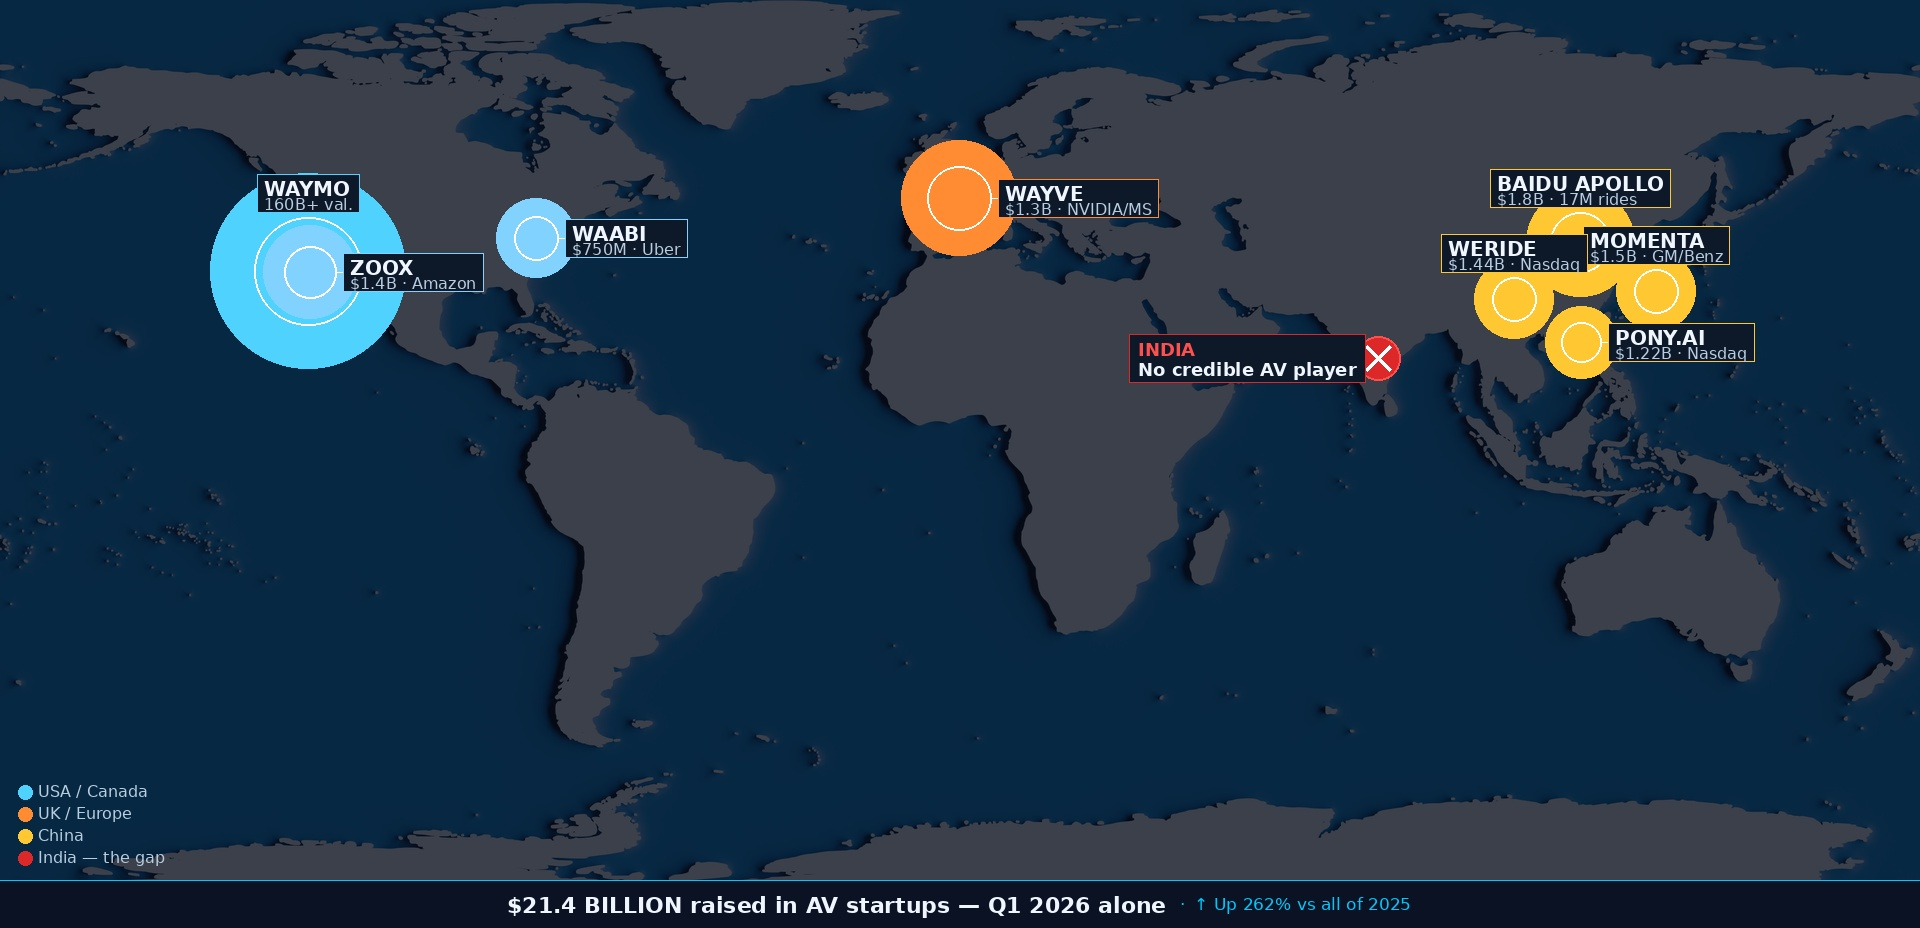 WAYMO
160B+ val.
ZOOX
$1.4B · Amazon
WAABI
$750M · Uber
WAYVE
$1.3B · NVIDIA/MS
BAIDU APOLLO
$1.8B · 17M rides
WERIDE
$1.44B · Nasdaq
MOMENTA
$1.5B · GM/Benz
PONY.AI
$1.22B · Nasdaq
INDIA
No credible AV player
USA / Canada
UK / Europe
China
India — the gap
$21.4 BILLION raised in AV startups — Q1 2026 alone · ↑ Up 262% vs all of 2025